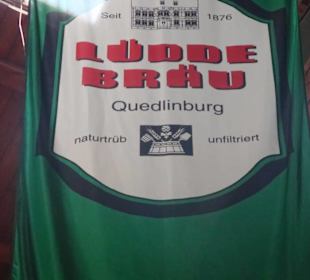 Seit 1876
LÜDDE
BRÄU
Quedlinburg
naturtrüb unfiltriert